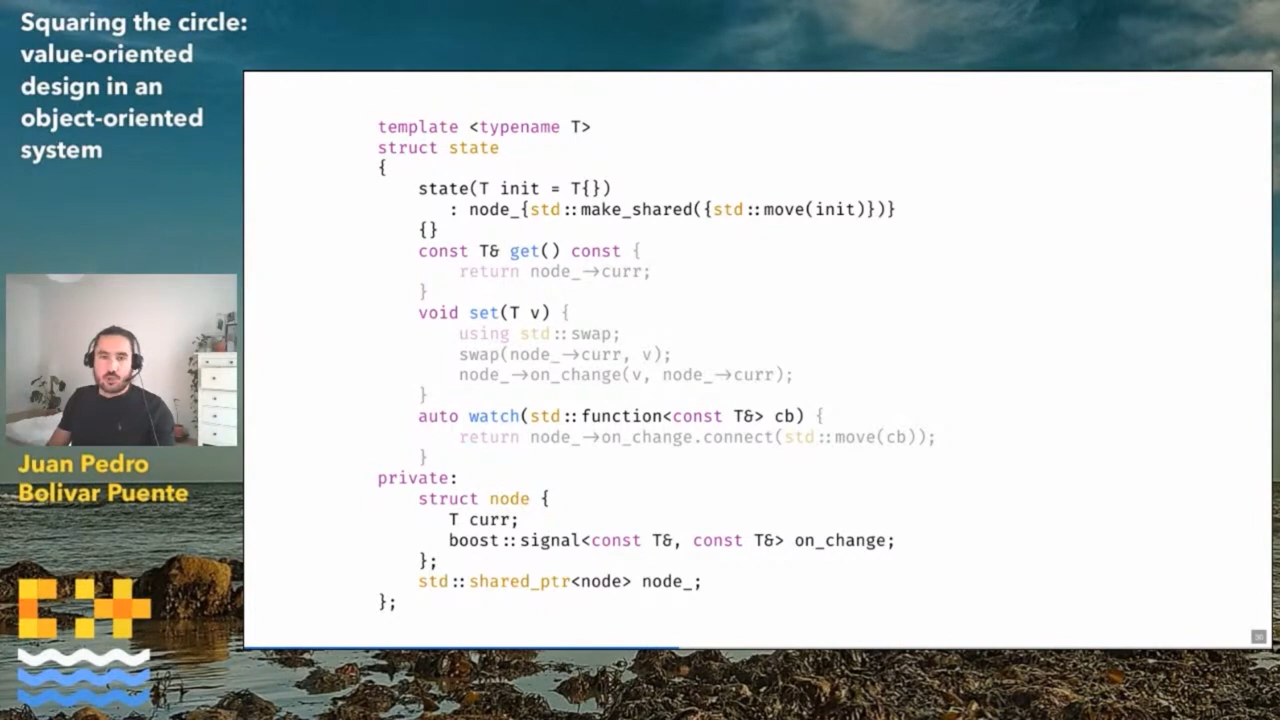 Squaring the circle:
value-oriented
design in an
object-oriented
system
template <typename T>
struct state
{
    state(T init = T{})
       : node_{std::make_shared({std::move(init)})}
    {}
    const T& get() const {
        return node_->curr;
    }
    void set(T v) {
        using std::swap;
        swap(node_->curr, v);
        node_->on_change(v, node_->curr);
    }
    auto watch(std::function<const T&> cb) {
        return node_->on_change.connect(std::move(cb));
    }
private:
    struct node {
       T curr;
       boost::signal<const T&, const T&> on_change;
    };
    std::shared_ptr<node> node_;
};
Juan Pedro
Bolivar Puente
C++